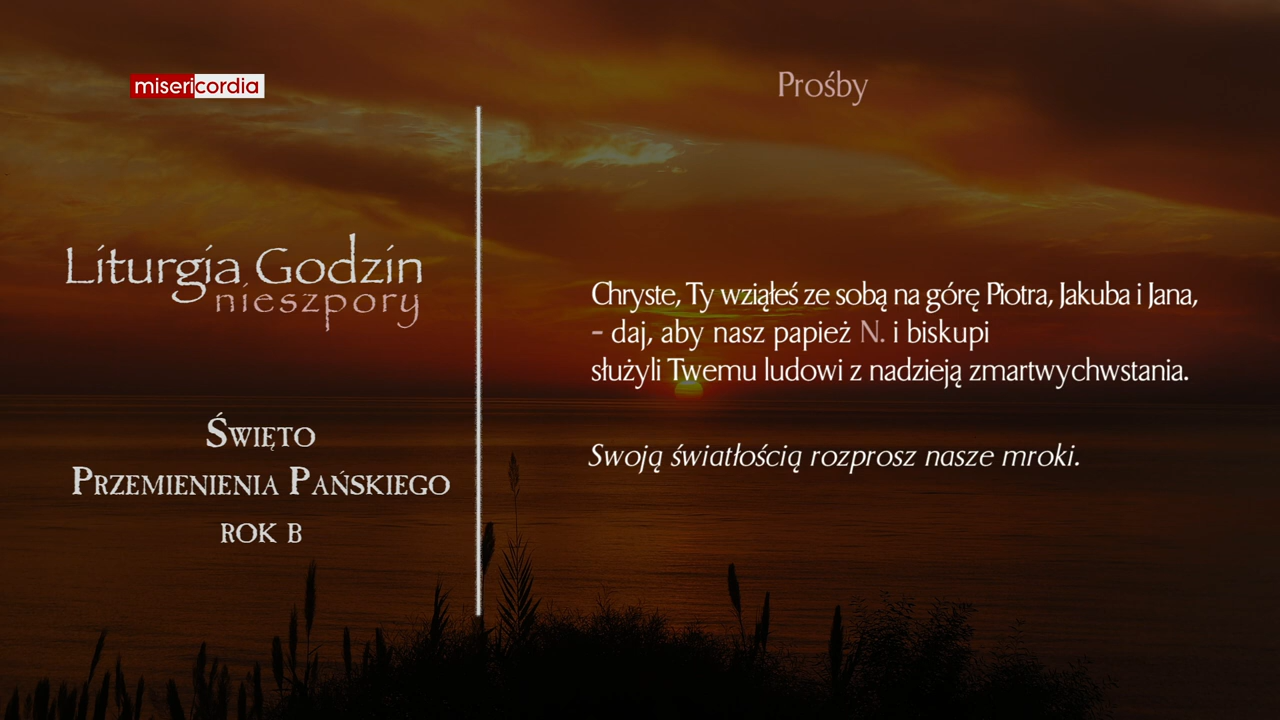 misericordia
Prośby
Liturgia Godzin
nieszpory
Święto
Przemienienia Pańskiego
rok B
Chryste, Ty wziąłeś ze sobą na górę Piotra, Jakuba i Jana,
- daj, aby nasz papież N. i biskupi
służyli Twemu ludowi z nadzieją zmartwychwstania.
Swoją światłością rozprosz nasze mroki.